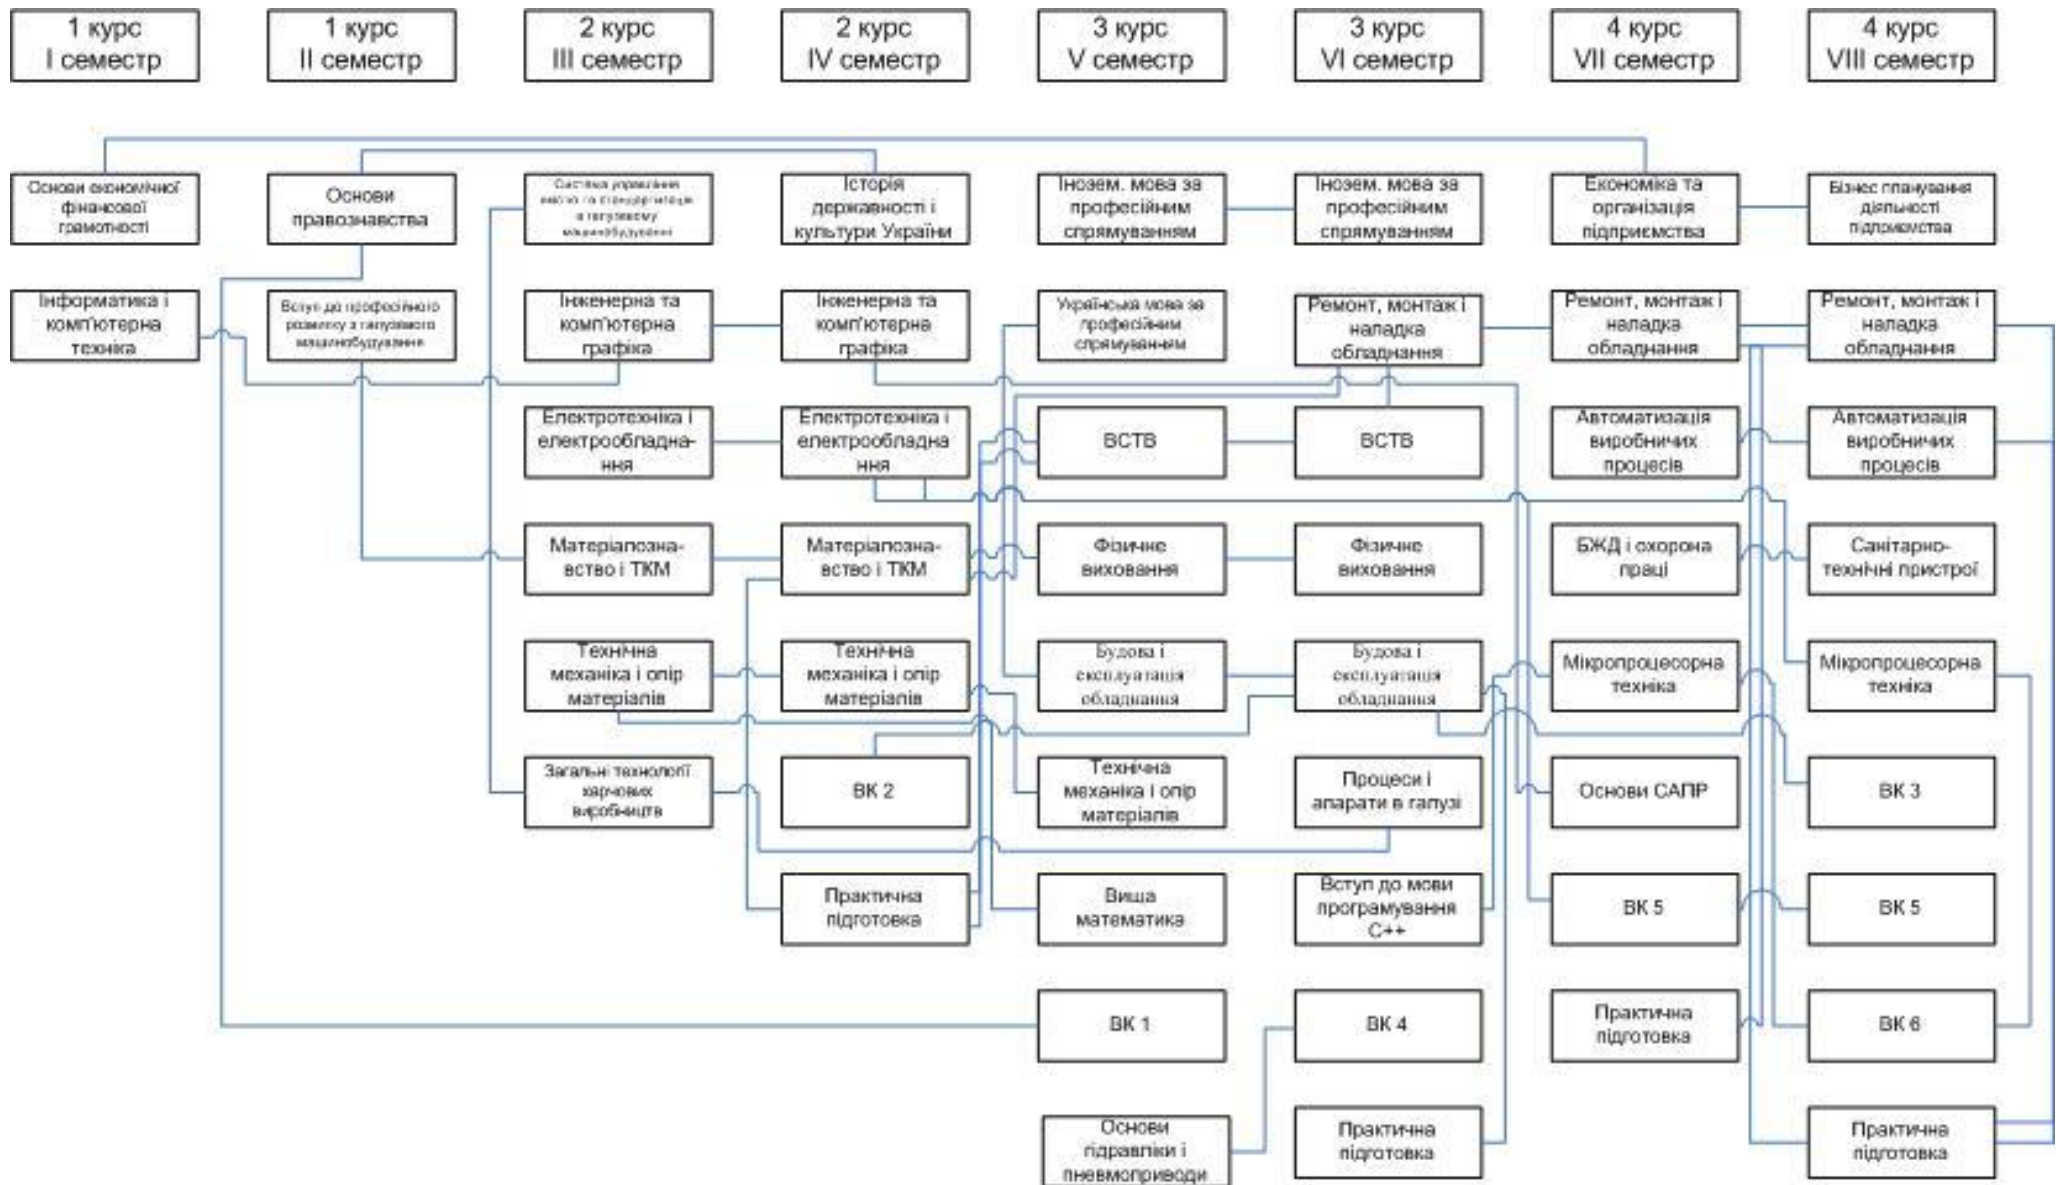 1 курс
I семестр
1 курс
II семестр
2 курс
III семестр
2 курс
IV семестр
3 курс
V семестр
3 курс
VI семестр
4 курс
VII семестр
4 курс
VIII семестр
Основи економічної
фінансової
грамотності
Основи
правознавства
Система управління
якістю та стандартизація
в галузевому
машинобудуванні
Історія
державності і
культури України
Інозем. мова за
професійним
спрямуванням
Інозем. мова за
професійним
спрямуванням
Економіка та
організація
підприємства
Бізнес планування
діяльності
підприємства
Інформатика і
комп'ютерна
техніка
Вступ до професійного
розвитку з галузевого
машинобудування
Інженерна та
комп'ютерна
графіка
Інженерна та
комп'ютерна
графіка
Українська мова за
професійним
спрямуванням
Ремонт, монтаж і
наладка
обладнання
Ремонт, монтаж і
наладка
обладнання
Ремонт, монтаж і
наладка
обладнання
Електротехніка і
електрообладна-
ння
Електротехніка і
електрообладна
ння
ВСТВ
ВСТВ
Автоматизація
виробничих
процесів
Автоматизація
виробничих
процесів
Матеріалозна-
вство і ТКМ
Матеріалозна-
вство і ТКМ
Фізичне
виховання
Фізичне
виховання
БЖД і охорона
праці
Санітарно-
технічні пристрої
Технічна
механіка і опір
матеріалів
Технічна
механіка і опір
матеріалів
Будова і
експлуатація
обладнання
Будова і
експлуатація
обладнання
Мікропроцесорна
техніка
Мікропроцесорна
техніка
Загальні технології
харчових
виробництв
ВК 2
Технічна
механіка і опір
матеріалів
Процеси і
апарати в галузі
Основи САПР
ВК 3
Практична
підготовка
Вища
математика
Вступ до мови
програмування
С++
ВК 5
ВК 5
ВК 1
ВК 4
Практична
підготовка
ВК 6
Основи
гідравліки і
пневмоприводи
Практична
підготовка
Практична
підготовка